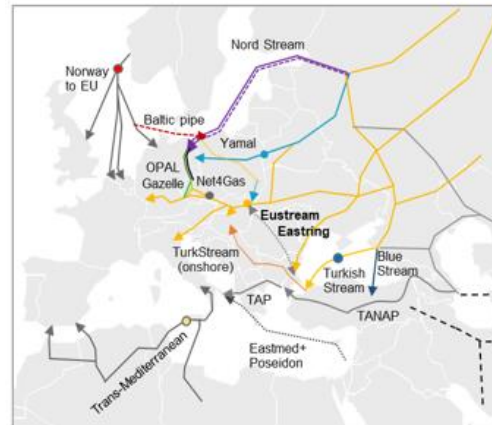 Nord Stream
Norway
to EU
Baltic pipe
Yamal
OPAL
Gazelle
Net4Gas
Eustream
Eastring
TurkStream
(onshore)
Turkish
Stream
Blue
Stream
TAP
TANAP
Trans-Mediterranean
Eastmed+
Poseidon